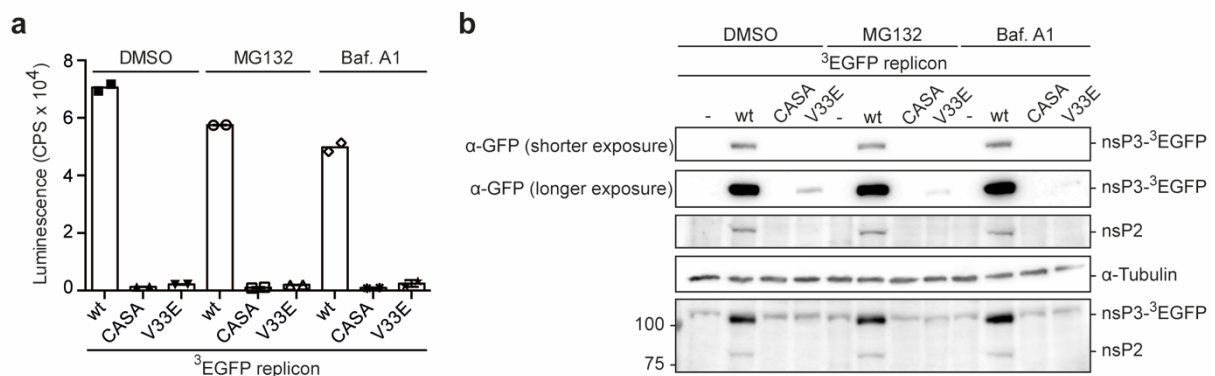 a
DMSO
MG132
Baf. A1
Luminescence (CPS x 10⁴)
8
6
4
2
0
wt
CASA
V33E
wt
CASA
V33E
wt
CASA
V33E
³EGFP replicon
b
DMSO
MG132
Baf. A1
³EGFP replicon
- wt CASA V33E - wt CASA V33E - wt CASA V33E
α-GFP (shorter exposure) nsP3-³EGFP
α-GFP (longer exposure) nsP3-³EGFP
nsP2
α-Tubulin
nsP3-³EGFP
100
nsP2
75